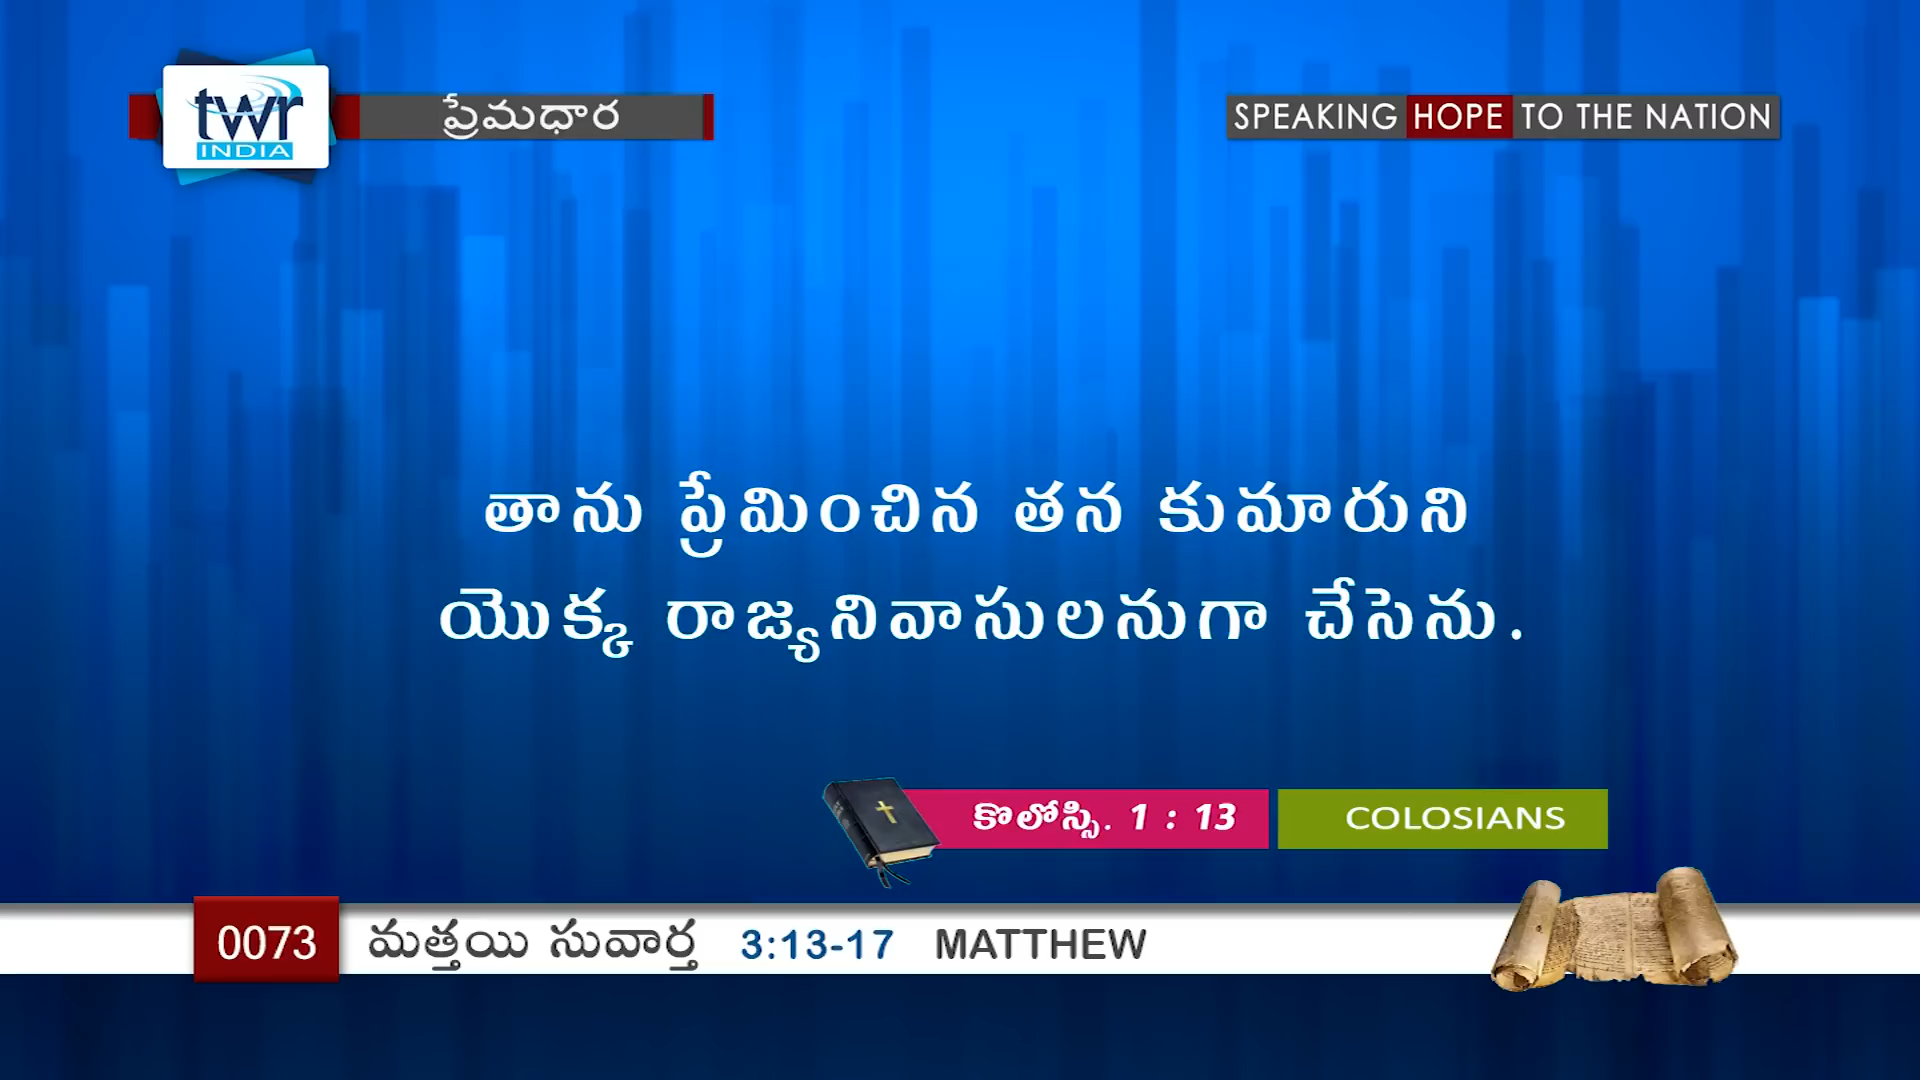 twr
INDIA
ప్రేమధార
SPEAKING HOPE TO THE NATION
తాను ప్రేమించిన తన కుమారుని
యొక్క రాజ్యనివాసులనుగా చేసెను.
కొలోస్సి. 1 : 13
COLOSIANS
0073
మత్తయి సువార్త 3:13-17 MATTHEW